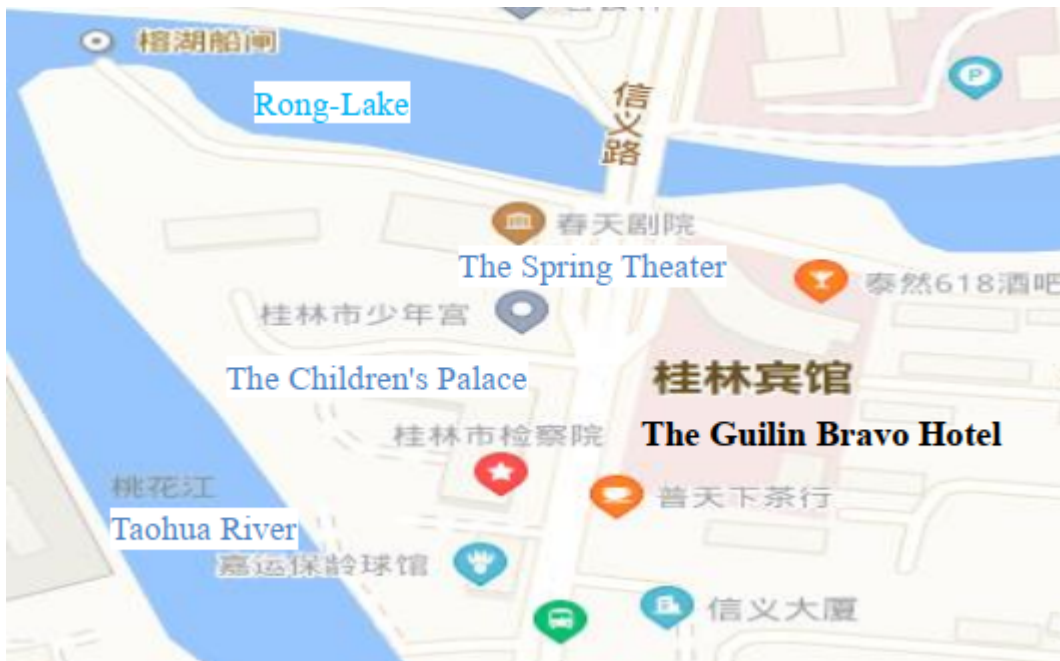 榕湖船闸
Rong-Lake
信义路
P
春天剧院
The Spring Theater
泰然618酒吧
桂林市少年宫
The Children's Palace
桂林宾馆
桂林市检察院
The Guilin Bravo Hotel
桃花江
普天下茶行
Taohua River
嘉运保龄球馆
信义大厦